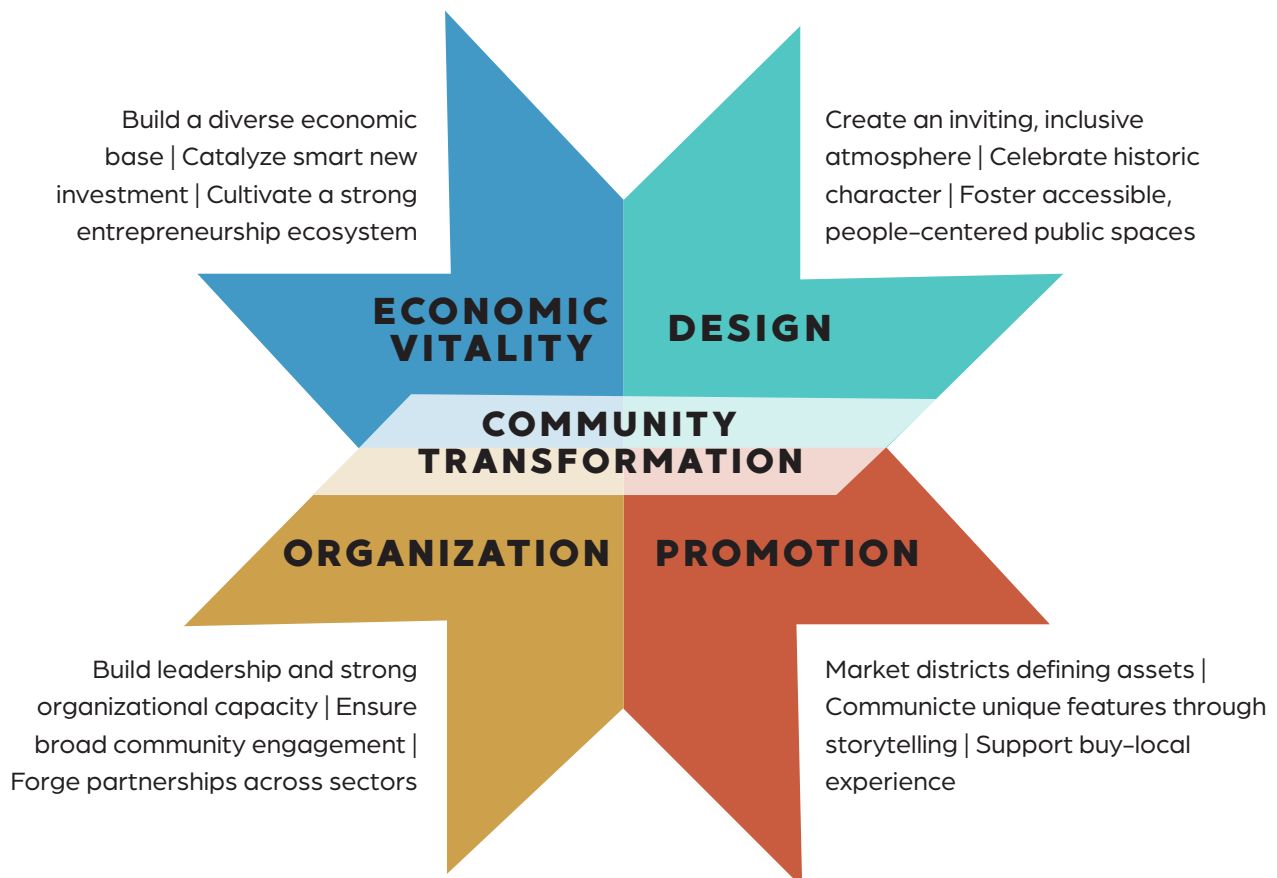 Build a diverse economic
base | Catalyze smart new
investment | Cultivate a strong
entrepreneurship ecosystem
Create an inviting, inclusive
atmosphere | Celebrate historic
character | Foster accessible,
people-centered public spaces
ECONOMIC
VITALITY
DESIGN
COMMUNITY
TRANSFORMATION
ORGANIZATION
PROMOTION
Build leadership and strong
organizational capacity | Ensure
broad community engagement |
Forge partnerships across sectors
Market districts defining assets |
Communicte unique features through
storytelling | Support buy-local
experience